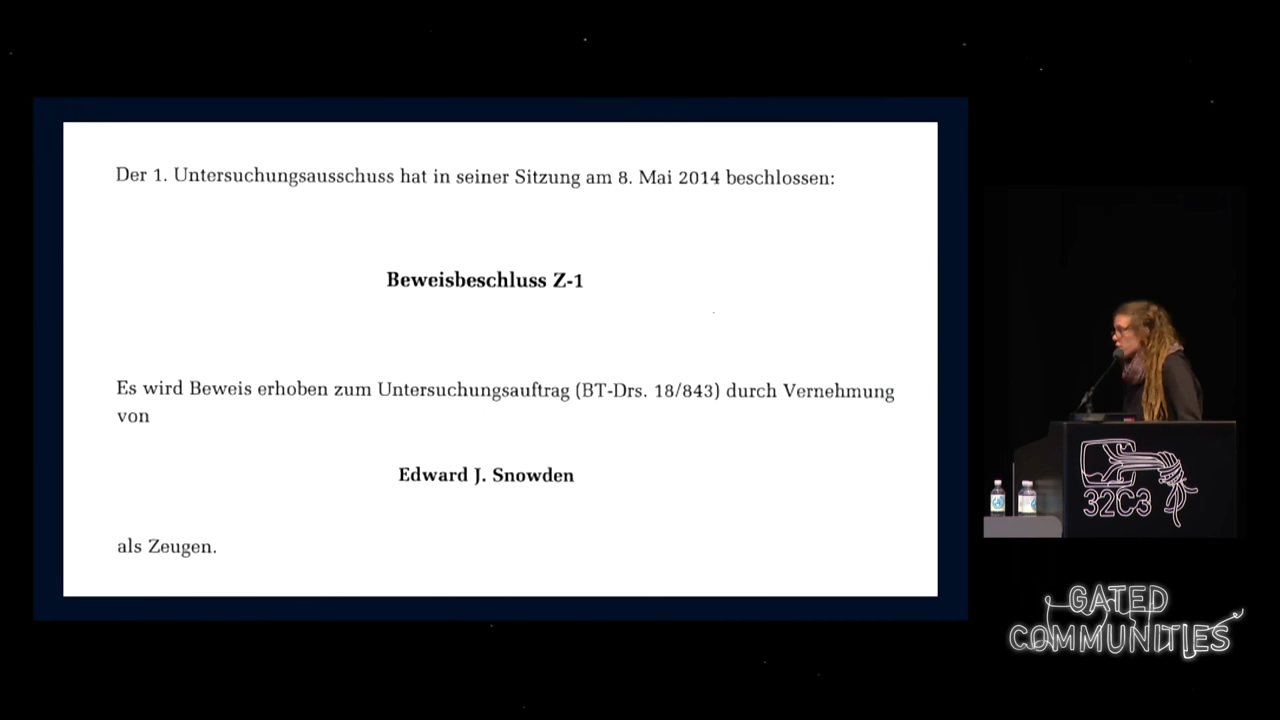 Der 1. Untersuchungsausschuss hat in seiner Sitzung am 8. Mai 2014 beschlossen:
Beweisbeschluss Z-1
Es wird Beweis erhoben zum Untersuchungsauftrag (BT-Drs. 18/843) durch Vernehmung
von
Edward J. Snowden
als Zeugen.
32C3
GATED
COMMUNITIES